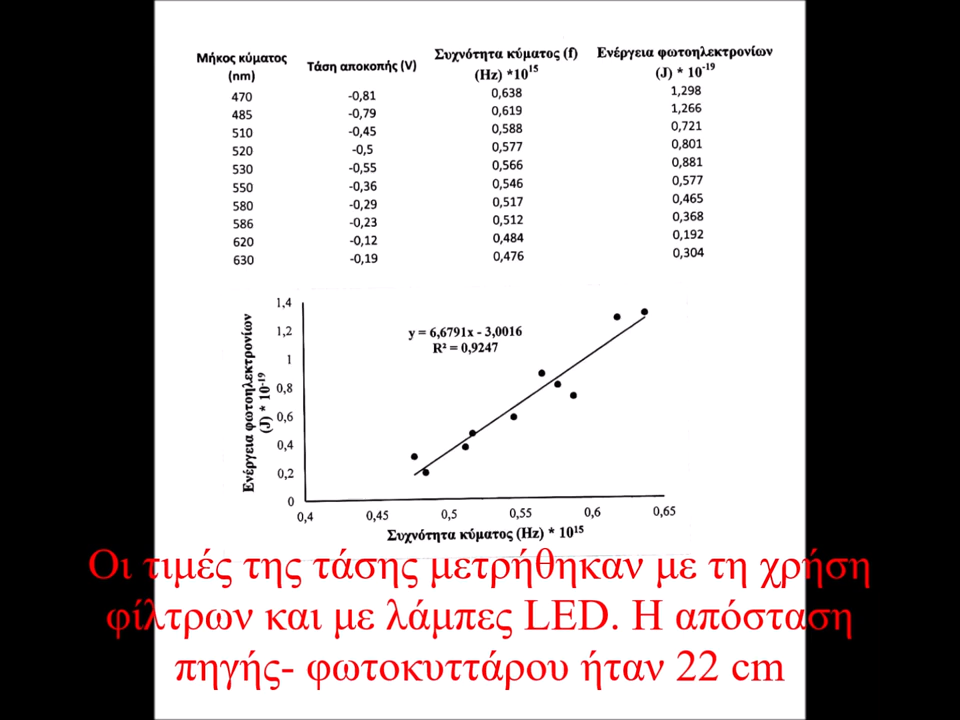 Μήκος κύματος (nm) Τάση αποκοπής (V) Συχνότητα κύματος (f) (Hz) *10¹⁵ Ενέργεια φωτοηλεκτρονίων (J) * 10⁻¹⁹
470 -0,81 0,638 1,298
485 -0,79 0,619 1,266
510 -0,45 0,588 0,721
520 -0,5 0,577 0,801
530 -0,55 0,566 0,881
550 -0,36 0,546 0,577
580 -0,29 0,517 0,465
586 -0,23 0,512 0,368
620 -0,12 0,484 0,192
630 -0,19 0,476 0,304
Ενέργεια φωτοηλεκτρονίων
(J) * 10⁻¹⁹
1,4
1,2
1
0,8
0,6
0,4
0,2
0
y = 6,6791x - 3,0016
R² = 0,9247
0,4 0,45 0,5 0,55 0,6 0,65
Συχνότητα κύματος (Hz) * 10¹⁵
Οι τιμές της τάσης μετρήθηκαν με τη χρήση
φίλτρων και με λάμπες LED. Η απόσταση
πηγής- φωτοκυττάρου ήταν 22 cm